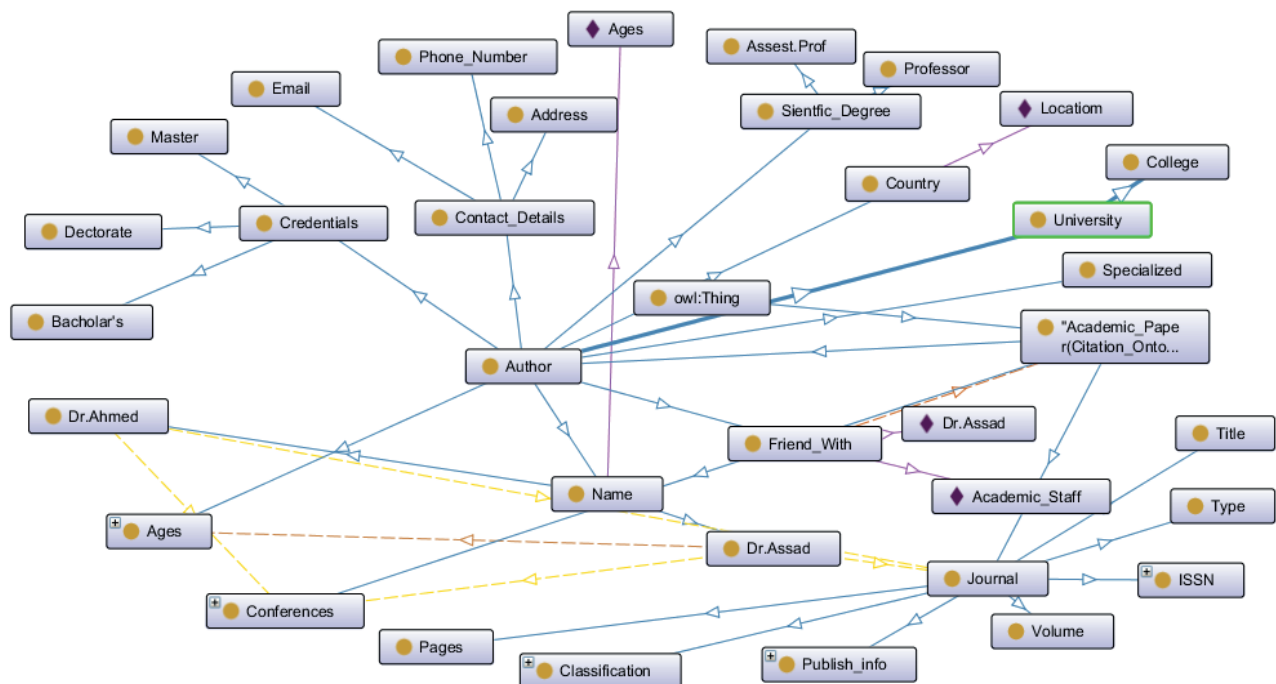 Ages
Assest.Prof
Phone_Number
Professor
Email
Address
Sientfic_Degree
Locatiom
Master
College
Country
Credentials
Contact_Details
University
Dectorate
Specialized
owl:Thing
Bacholar's
"Academic_Pape
r(Citation_Onto...
Author
Dr.Ahmed
Dr.Assad
Title
Friend_With
Name
Academic_Staff
Type
Ages
Dr.Assad
Journal
ISSN
Conferences
Volume
Pages
Publish_info
Classification